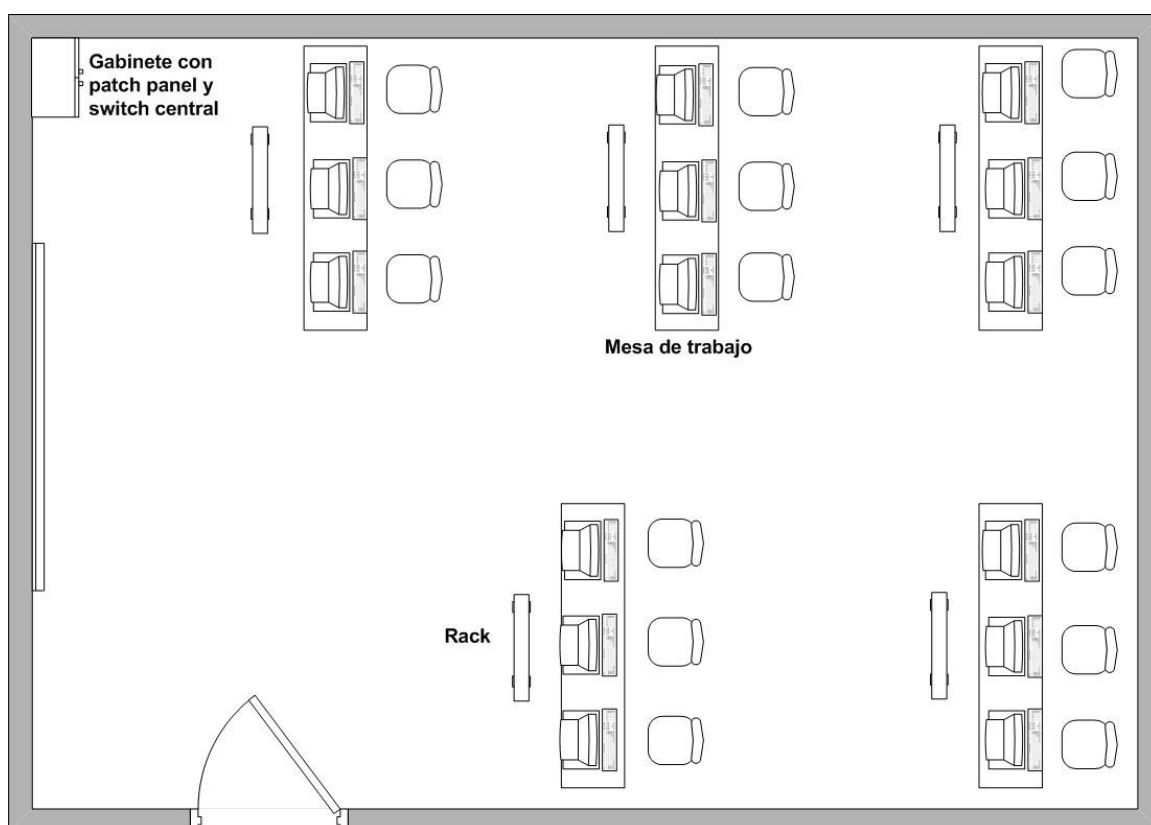 Gabinete con
patch panel y
switch central
Mesa de trabajo
Rack